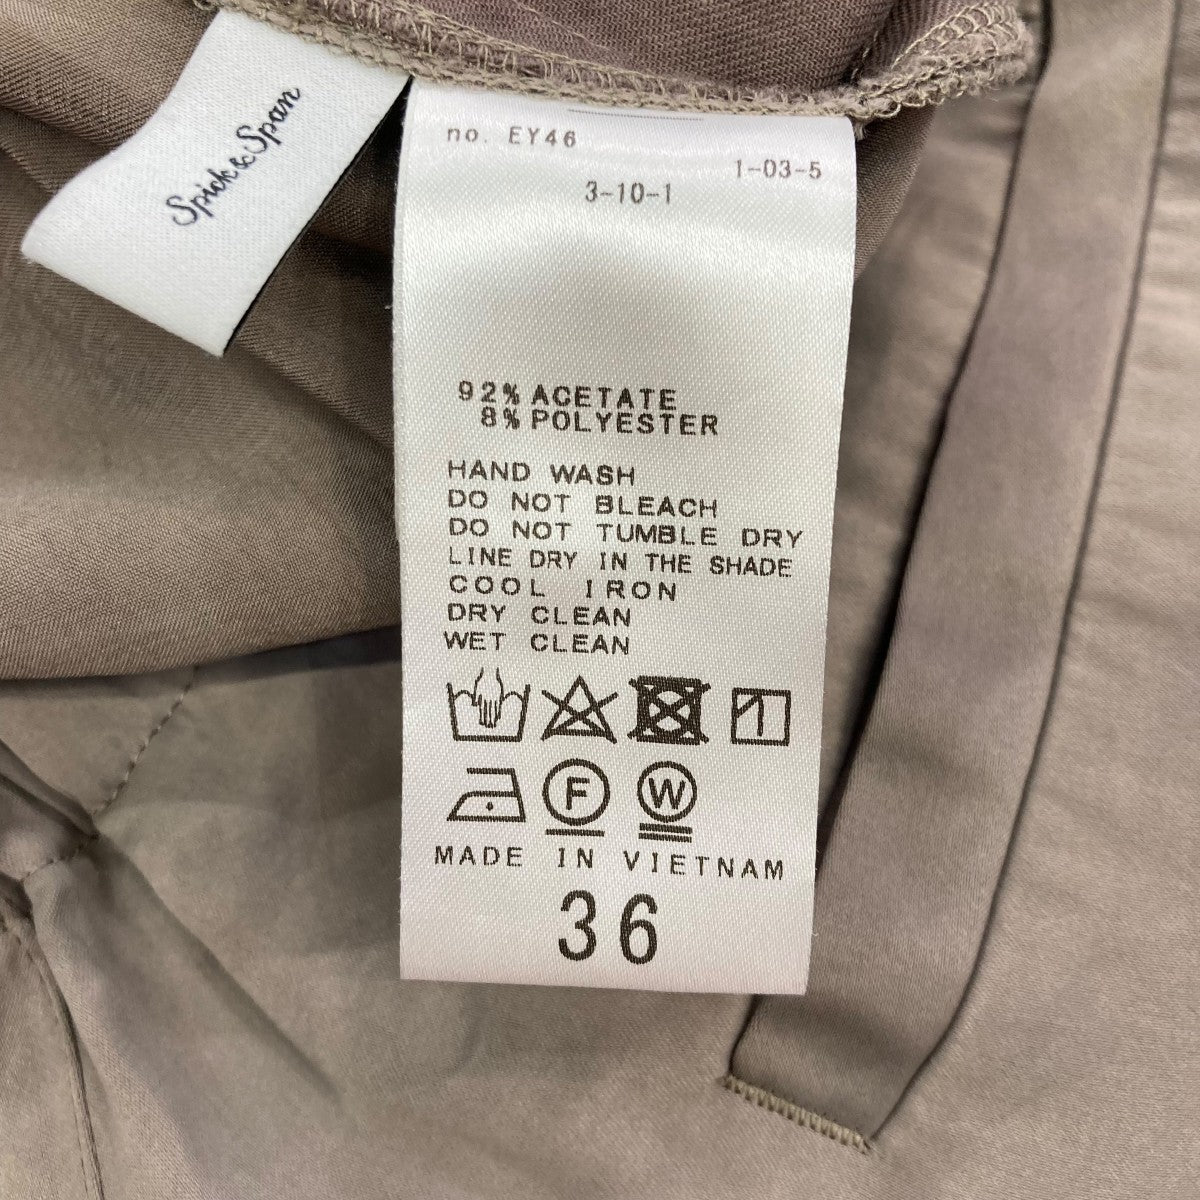 Spick & Span
no. EY46
1-03-5
3-10-1
92% ACETATE
8% POLYESTER
HAND WASH
DO NOT BLEACH
DO NOT TUMBLE DRY
LINE DRY IN THE SHADE
COOL IRON
DRY CLEAN
WET CLEAN
F W
MADE IN VIETNAM
36